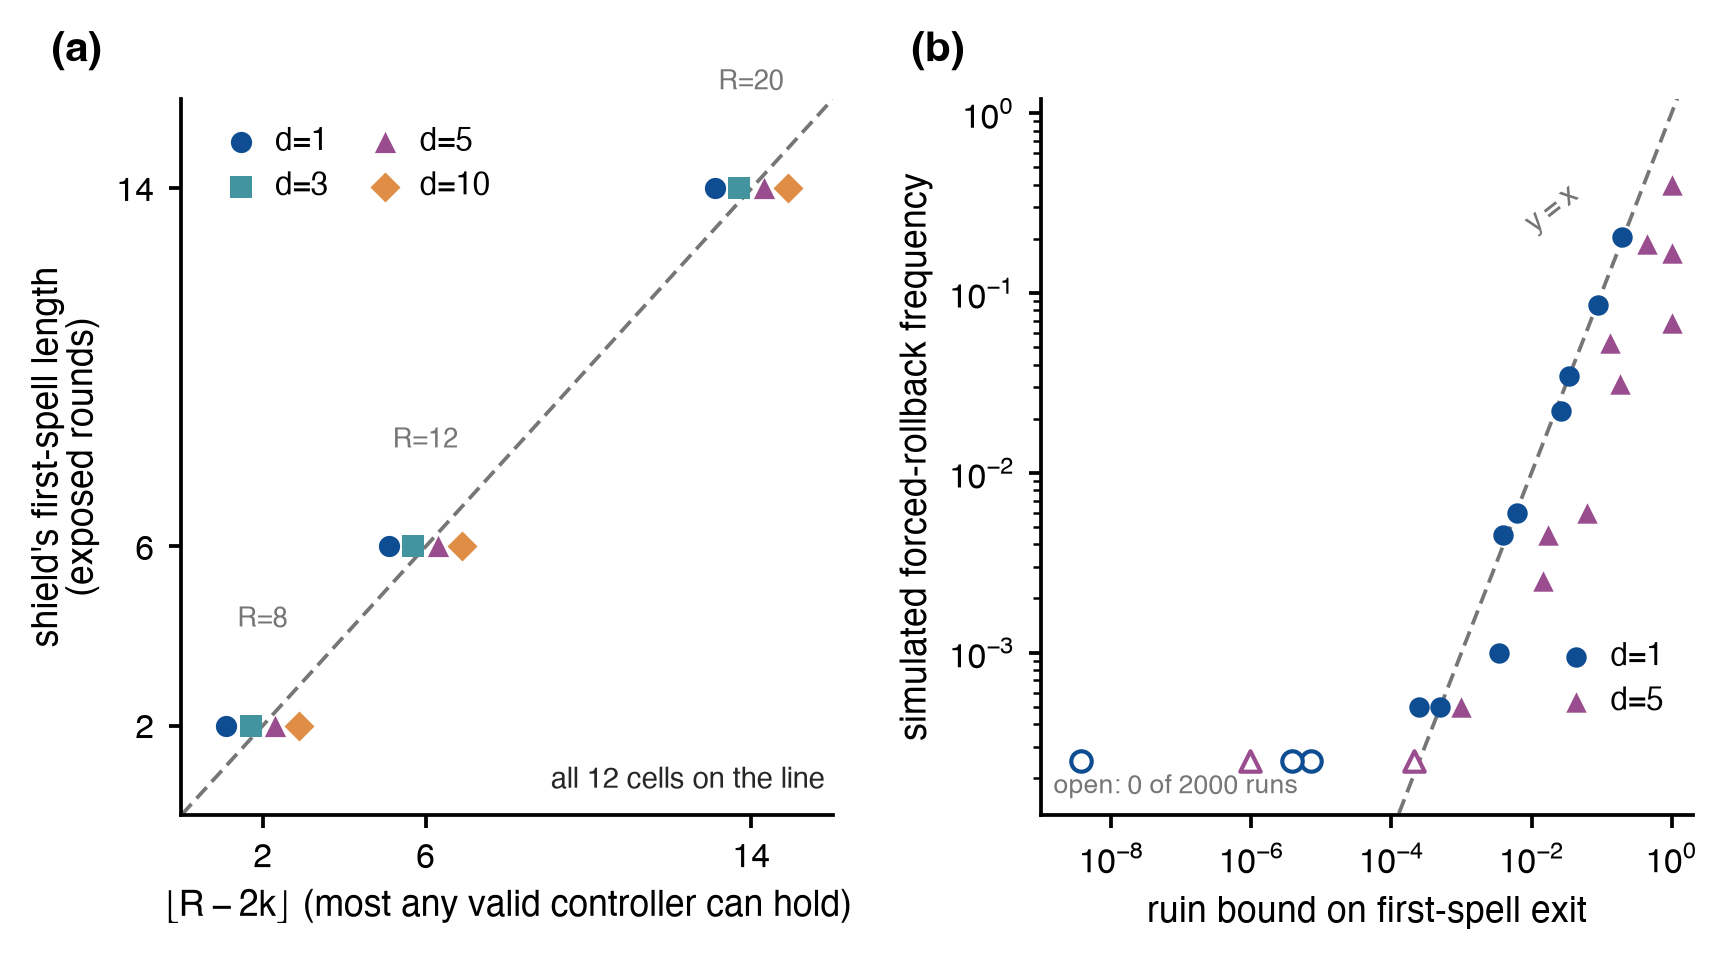 (a)
R=20
d=1
d=5
d=3
d=10
14
R=12
6
R=8
2
all 12 cells on the line
2
6
14
⌊R − 2k⌋ (most any valid controller can hold)
shield's first-spell length
(exposed rounds)
(b)
10⁰
10⁻¹
10⁻²
10⁻³
y=x
d=1
d=5
open: 0 of 2000 runs
10⁻⁸
10⁻⁶
10⁻⁴
10⁻²
10⁰
ruin bound on first-spell exit
simulated forced-rollback frequency